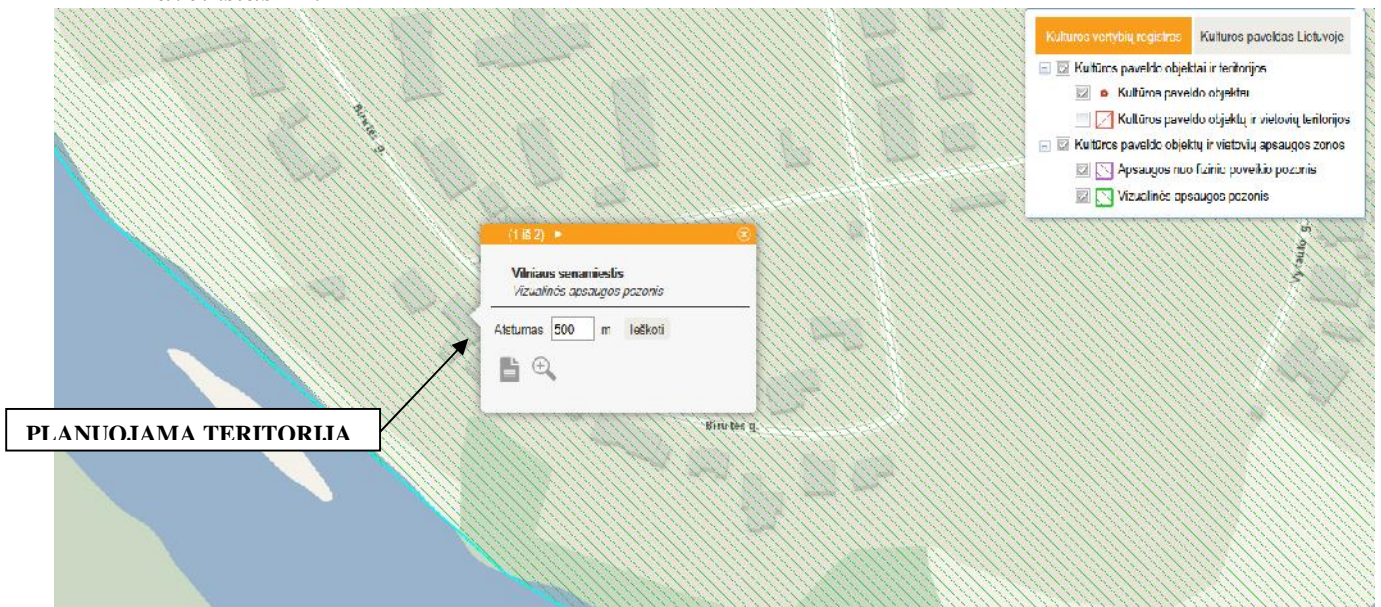 Kultūros vertybių registras
Kultūros paveldas Lietuvoje
Kultūros paveldo objektai ir teritorijos
Kultūros paveldo objektai
Kultūros paveldo objektų ir vietovių teritorijos
Kultūros paveldo objektų ir vietovių apsaugos zonos
Apsaugos nuo fizinio poveikio pozonis
Vizualinės apsaugos pozonis
Birutės g.
Vytauto g.
(1 iš 2)
Vilniaus senamiestis
Vizualinės apsaugos pozonis
Atstumas 500 m Ieškoti
PLANUOJAMA TERITORIJA
Birutės g.